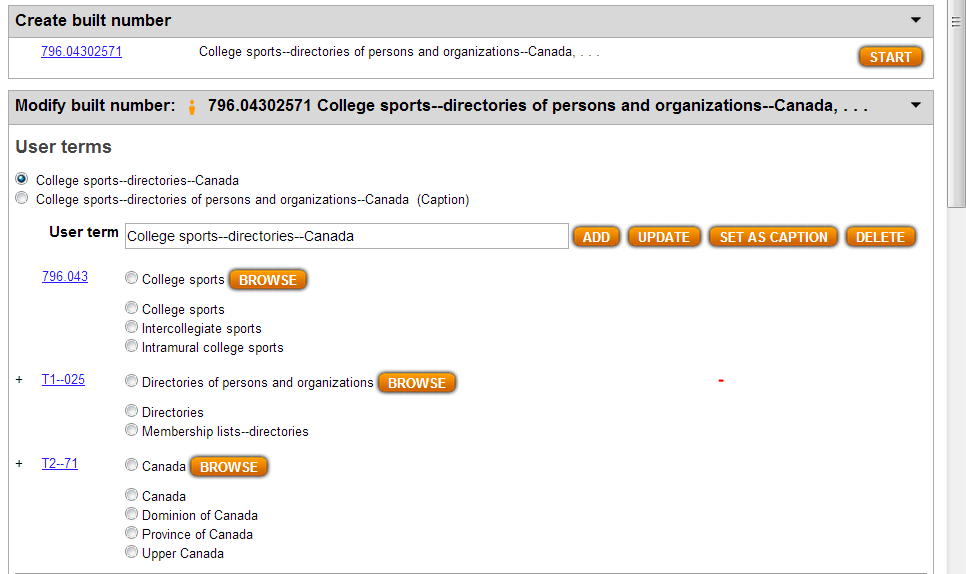 Create built number
796.04302571 College sports--directories of persons and organizations--Canada, . . .
START
Modify built number: 796.04302571 College sports--directories of persons and organizations--Canada, . . .
User terms
College sports--directories--Canada
College sports--directories of persons and organizations--Canada (Caption)
User term College sports--directories--Canada ADD UPDATE SET AS CAPTION DELETE
796.043 College sports BROWSE
College sports
Intercollegiate sports
Intramural college sports
+ T1--025 Directories of persons and organizations BROWSE -
Directories
Membership lists--directories
+ T2--71 Canada BROWSE
Canada
Dominion of Canada
Province of Canada
Upper Canada